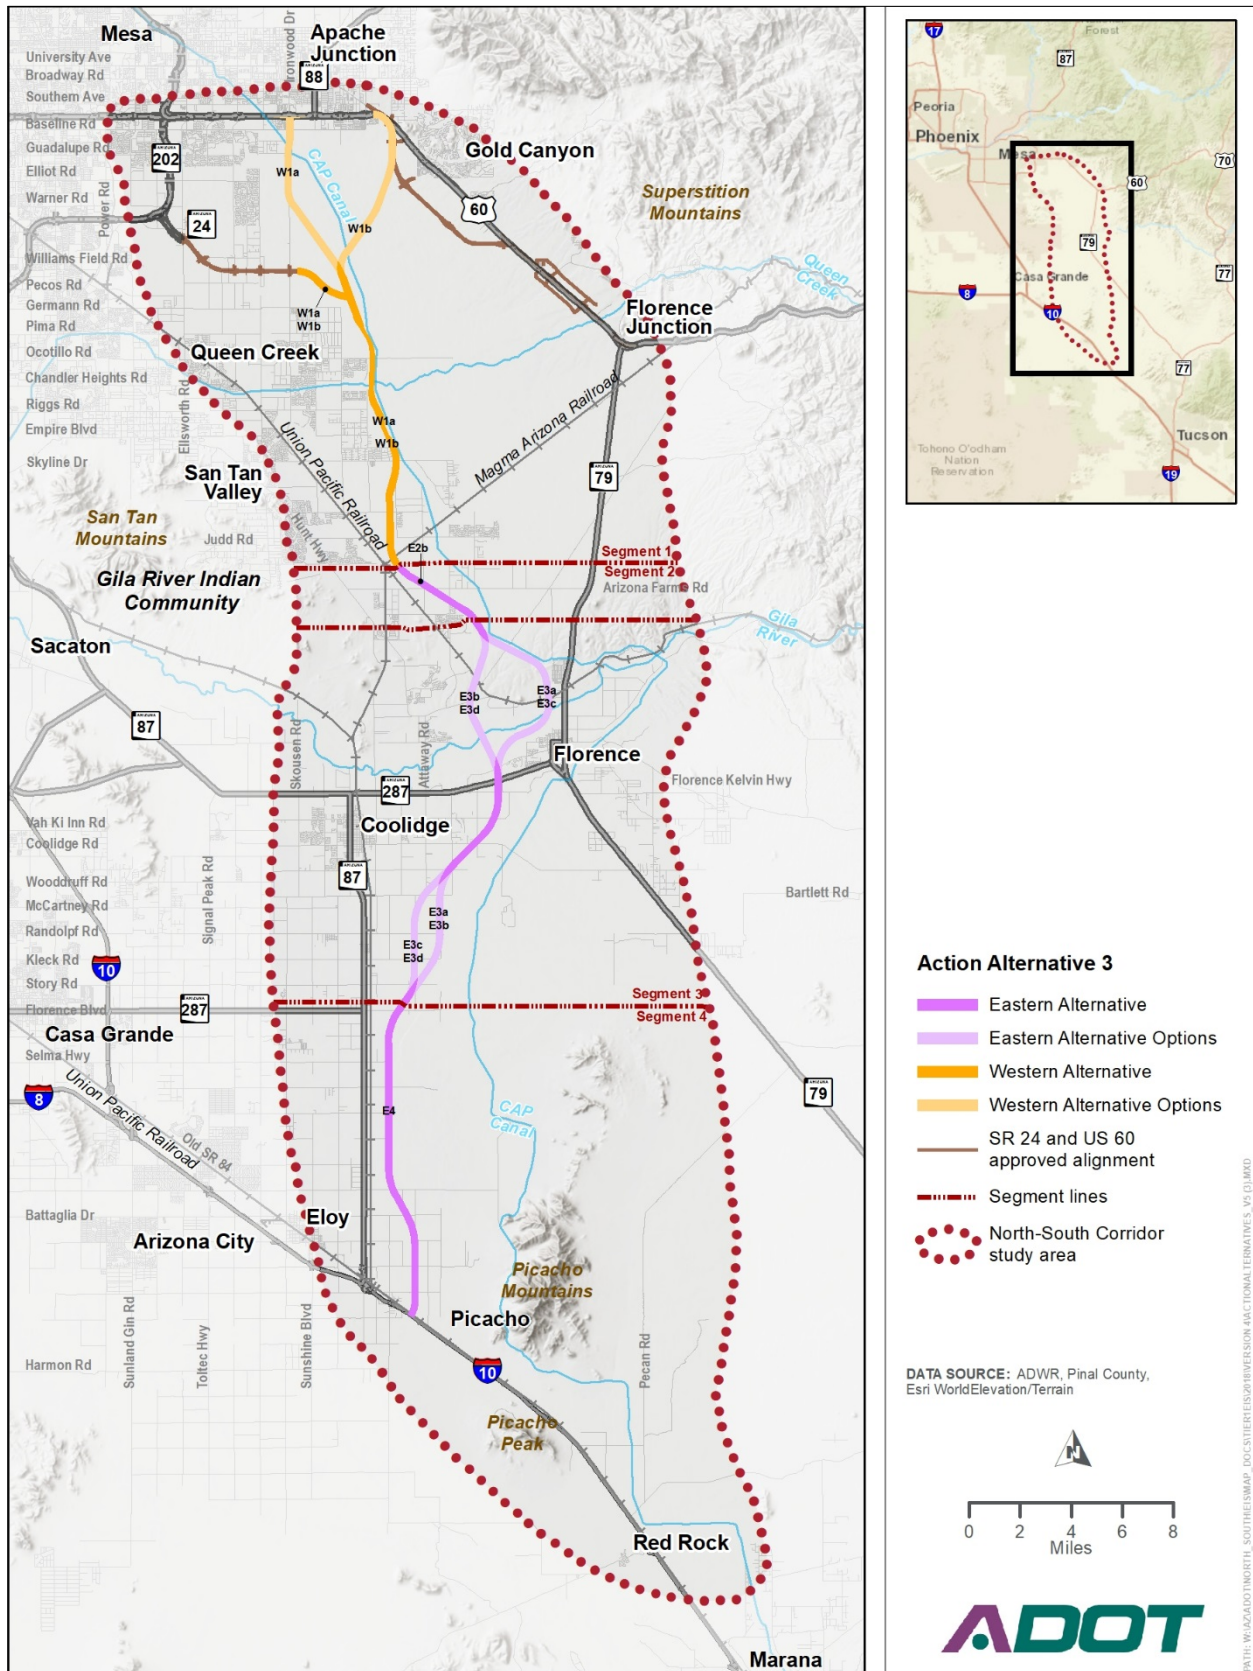 Mesa
Apache
Junction
Ironwood Dr
University Ave
Broadway Rd
Southern Ave
Baseline Rd
Guadalupe Rd
Elliot Rd
Warner Rd
Power Rd
Williams Field Rd
Pecos Rd
Germann Rd
Pima Rd
Ocotillo Rd
Chandler Heights Rd
Riggs Rd
Empire Blvd
Skyline Dr
ARIZONA
88
ARIZONA
202
ARIZONA
24
W1a
CAP Canal
W1b
Gold Canyon
60
Superstition
Mountains
Queen
Creek
Florence
Junction
W1a
W1b
Queen Creek
Ellsworth Rd
Union Pacific Railroad
Magma Arizona Railroad
W1a
W1b
ARIZONA
79
San Tan
Valley
San Tan
Mountains
Judd Rd
Hunt Hwy
Gila River Indian
Community
E2b
Segment 1
Segment 2
Arizona Farms Rd
Gila
River
Sacaton
ARIZONA
87
E3b
E3d
E3a
E3c
Skousen Rd
Attaway Rd
Florence
Florence Kelvin Hwy
ARIZONA
287
Coolidge
Vah Ki Inn Rd
Coolidge Rd
Wooddruff Rd
McCartney Rd
Randolpf Rd
Kleck Rd
Story Rd
Florence Blvd
Signal Peak Rd
ARIZONA
87
Bartlett Rd
E3a
E3b
E3c
E3d
10
ARIZONA
287
Segment 3
Segment 4
Casa Grande
Selma Hwy
8
Union Pacific Railroad
Old SR 84
E4
CAP
Canal
ARIZONA
79
Battaglia Dr
Eloy
Arizona City
Picacho
Mountains
Picacho
Sunland Gin Rd
Toltec Hwy
Sunshine Blvd
Pecan Rd
Harmon Rd
10
Picacho
Peak
Red Rock
Marana
17
Forest
87
Peoria
Phoenix
Mesa
70
60
79
Casa Grande
77
8
10
77
Tucson
Tohono O'odham
Nation
Reservation
19
Action Alternative 3
Eastern Alternative
Eastern Alternative Options
Western Alternative
Western Alternative Options
SR 24 and US 60
approved alignment
Segment lines
North-South Corridor
study area
DATA SOURCE: ADWR, Pinal County,
Esri WorldElevation/Terrain
N
0 2 4 6 8
Miles
ADOT